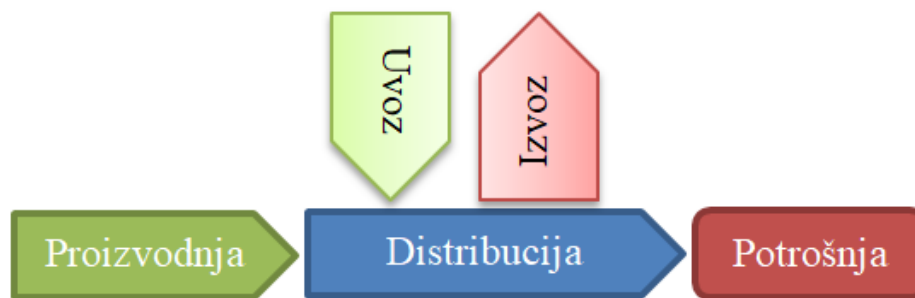 Uvoz
Izvoz
Proizvodnja
Distribucija
Potrošnja